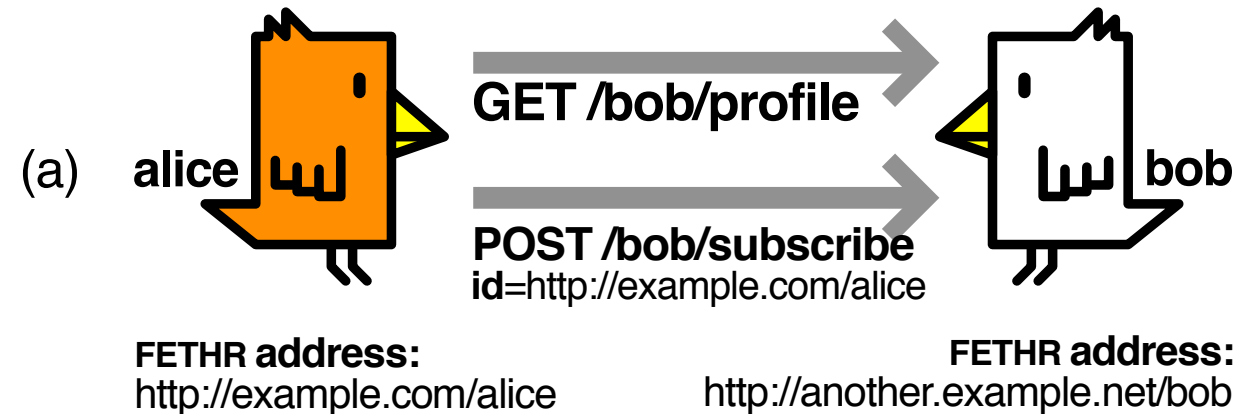 GET /bob/profile
(a) alice
bob
POST /bob/subscribe
id=http://example.com/alice
FETHR address:
http://example.com/alice
FETHR address:
http://another.example.net/bob